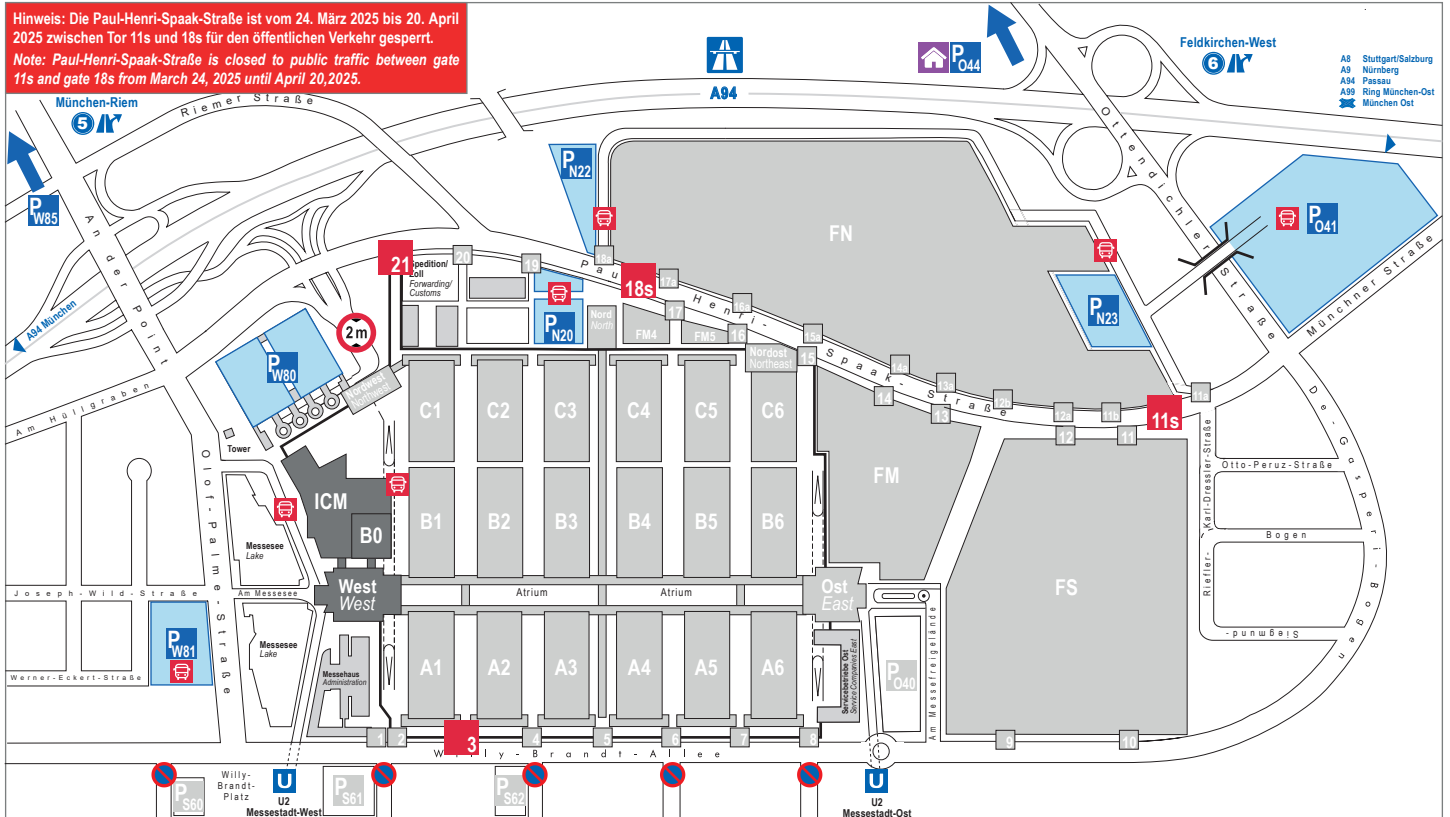 Hinweis: Die Paul-Henri-Spaak-Straße ist vom 24. März 2025 bis 20. April
2025 zwischen Tor 11s und 18s für den öffentlichen Verkehr gesperrt.
Note: Paul-Henri-Spaak-Straße is closed to public traffic between gate
11s and gate 18s from March 24, 2025 until April 20,2025.
München-Riem
5
Riemer Straße
A94
P O44
Feldkirchen-West
6
A8 Stuttgart/Salzburg
A9 Nürnberg
A94 Passau
A99 Ring München-Ost
München Ost
P W85
An der Point
A94 München
P N22
Ottendichler Straße
P O41
Münchner Straße
FN
21
20
19
18a
18s
17a
17
16a
16
15a
15
14a
14
13a
13
12b
12a
12
11b
11
11s
11a
Paul-Henri-Spaak-Straße
Spedition/
Zoll
Forwarding/
Customs
P N20
Nord
North
FM4
FM5
Nordost
Northeast
P N23
2 m
P W80
Nordwest
Northwest
Am Hüllgraben
Tower
Olof-Palme-Straße
C1
C2
C3
C4
C5
C6
ICM
B0
B1
B2
B3
B4
B5
B6
FM
FS
Karl-Dressler-Straße
Otto-Peruz-Straße
De-Gasperi-Bogen
Bogen
Riefler-
Siegmund-
Messesee
Lake
Joseph-Wild-Straße
Am Messesee
West
West
Atrium
Atrium
Ost
East
P W81
Werner-Eckert-Straße
Messesee
Lake
Messehaus
Administration
A1
A2
A3
A4
A5
A6
Servicebetriebe Ost
Service Companies East
P O40
Am Messefreigelände
1
2
3
4
5
6
7
8
9
10
Willy-Brandt-Allee
P S60
Willy-
Brandt-
Platz
U
U2
Messestadt-West
P S61
P S62
U
U2
Messestadt-Ost